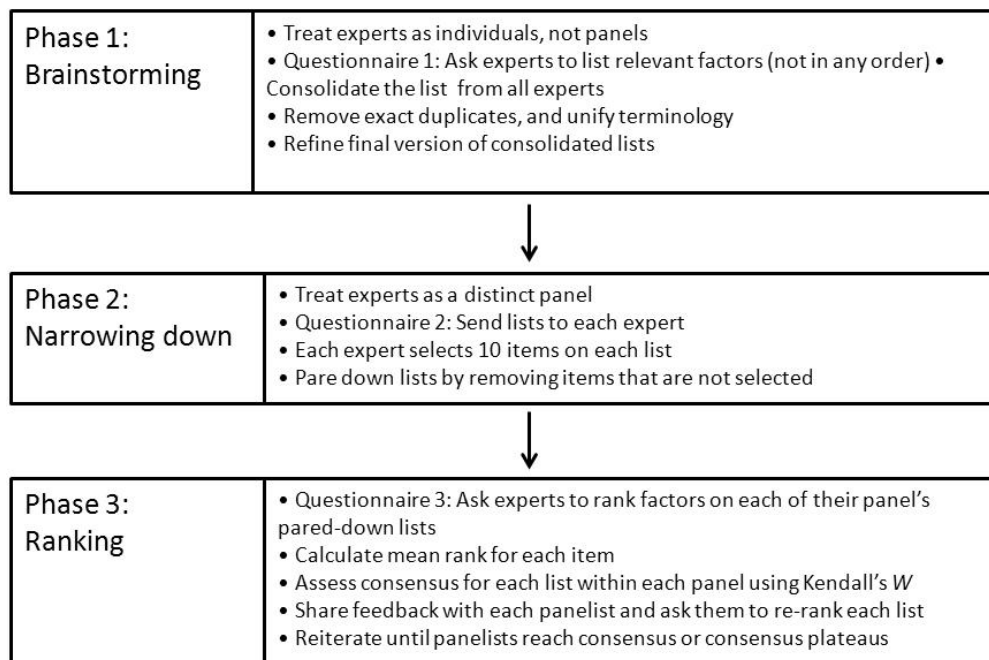 Phase 1:
Brainstorming
• Treat experts as individuals, not panels
• Questionnaire 1: Ask experts to list relevant factors (not in any order) •
Consolidate the list from all experts
• Remove exact duplicates, and unify terminology
• Refine final version of consolidated lists
Phase 2:
Narrowing down
• Treat experts as a distinct panel
• Questionnaire 2: Send lists to each expert
• Each expert selects 10 items on each list
• Pare down lists by removing items that are not selected
Phase 3:
Ranking
• Questionnaire 3: Ask experts to rank factors on each of their panel's
pared-down lists
• Calculate mean rank for each item
• Assess consensus for each list within each panel using Kendall's W
• Share feedback with each panelist and ask them to re-rank each list
• Reiterate until panelists reach consensus or consensus plateaus